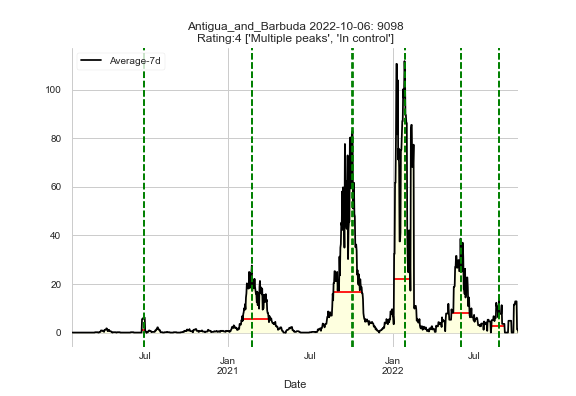 Antigua_and_Barbuda 2022-10-06: 9098
Rating:4 ['Multiple peaks', 'In control']
Average-7d
100
80
60
40
20
0
Jul
Jan
2021
Jul
Jan
2022
Jul
Date